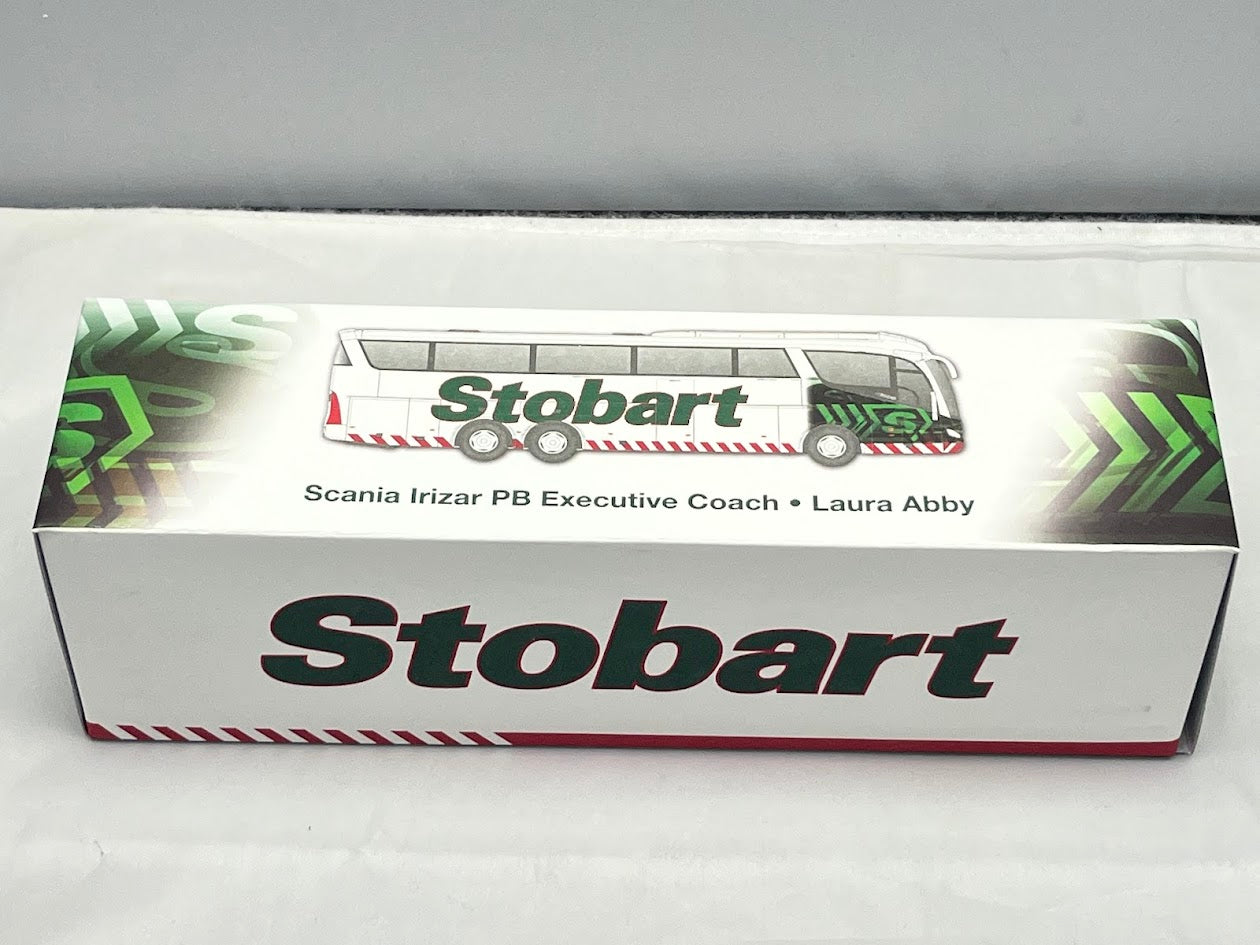 S
S
Stobart
S
Scania Irizar PB Executive Coach • Laura Abby
Stobart